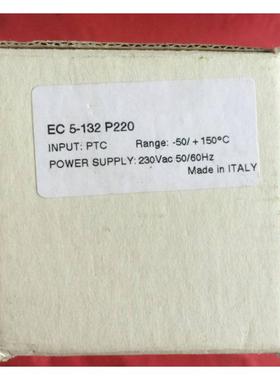 EC 5-132 P220
INPUT: PTC Range: -50/ + 150°C
POWER SUPPLY: 230Vac 50/60Hz
Made in ITALY